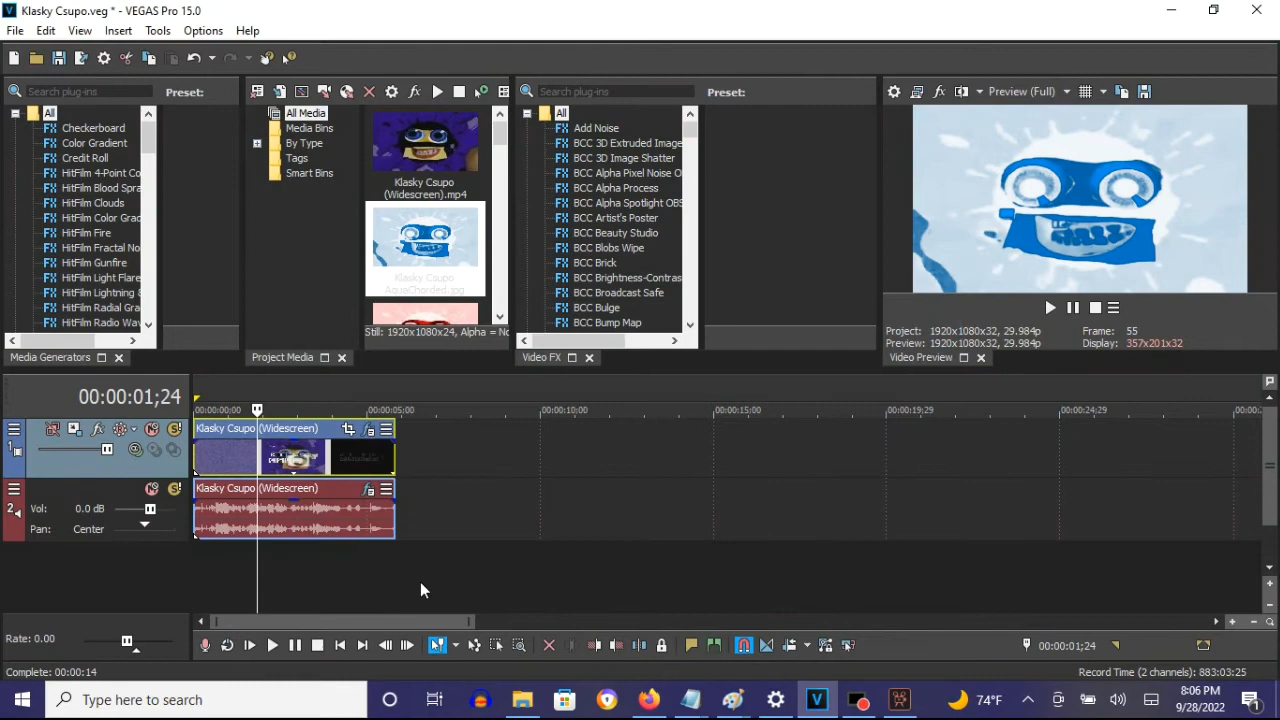 Klasky Csupo.veg * - VEGAS Pro 15.0
File Edit View Insert Tools Options Help
Search plug-ins
Preset:
All
Checkerboard
Color Gradient
Credit Roll
HitFilm 4-Point Co
HitFilm Blood Spra
HitFilm Clouds
HitFilm Color Grad
HitFilm Fire
HitFilm Fractal No
HitFilm Gunfire
HitFilm Light Flare
HitFilm Lightning &
HitFilm Radial Gra
HitFilm Radio Wav
Media Generators
All Media
Media Bins
By Type
Tags
Smart Bins
Klasky Csupo
(Widescreen).mp4
Klasky Csupo
AquaChorded.jpg
Still: 1920x1080x24, Alpha = No
Project Media
Search plug-ins
Preset:
All
Add Noise
BCC 3D Extruded Image
BCC 3D Image Shatter
BCC Alpha Pixel Noise O
BCC Alpha Process
BCC Alpha Spotlight OBS
BCC Artist's Poster
BCC Beauty Studio
BCC Blobs Wipe
BCC Brick
BCC Brightness-Contras
BCC Broadcast Safe
BCC Bulge
BCC Bump Map
Video FX
Preview (Full)
Project: 1920x1080x32, 29.984p
Preview: 1920x1080x32, 29.984p
Frame: 55
Display: 357x201x32
Video Preview
00:00:01;24
00:00:00;00 00:00:05;00 00:00:10;00 00:00:15;00 00:00:19;29 00:00:24;29 00:00:2
1
Klasky Csupo (Widescreen)
2
Vol: 0.0 dB
Pan: Center
Klasky Csupo (Widescreen)
Rate: 0.00
00:00:01;24
Complete: 00:00:14
Record Time (2 channels): 883:03:25
Type here to search
74°F
8:06 PM
9/28/2022
1